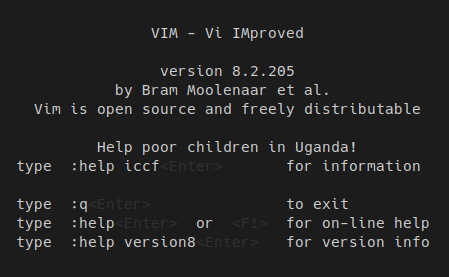 VIM - Vi IMproved
version 8.2.205
by Bram Moolenaar et al.
Vim is open source and freely distributable
Help poor children in Uganda!
type :help iccf<Enter> for information
type :q<Enter> to exit
type :help<Enter> or <F1> for on-line help
type :help version8<Enter> for version info